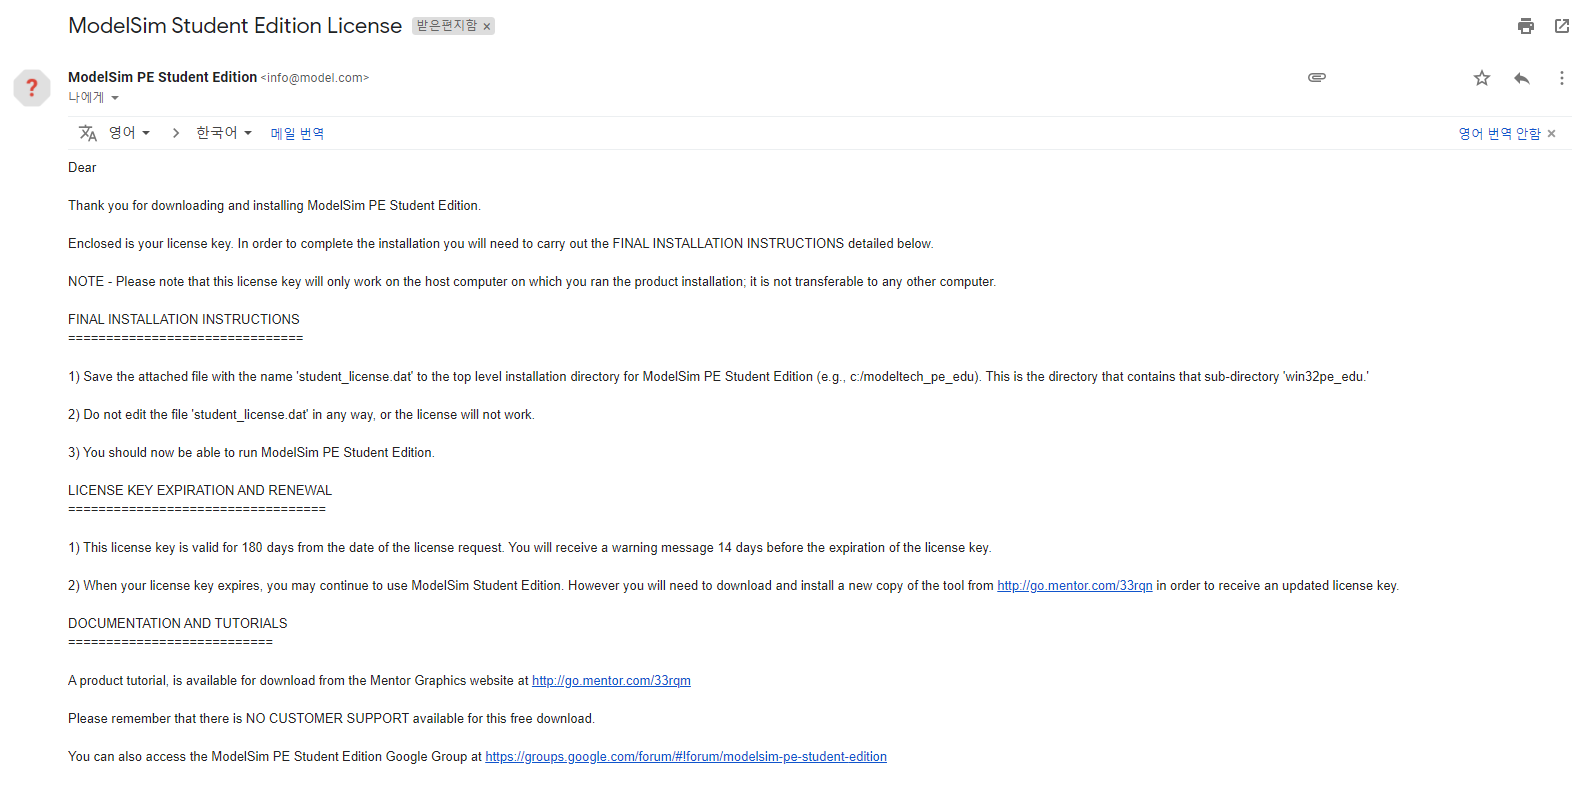 ModelSim Student Edition License 받은편지함 ×
ModelSim PE Student Edition <info@model.com>
나에게
영어 > 한국어 메일 번역 영어 번역 안함 ×
Dear
Thank you for downloading and installing ModelSim PE Student Edition.
Enclosed is your license key. In order to complete the installation you will need to carry out the FINAL INSTALLATION INSTRUCTIONS detailed below.
NOTE - Please note that this license key will only work on the host computer on which you ran the product installation; it is not transferable to any other computer.
FINAL INSTALLATION INSTRUCTIONS
===============================
1) Save the attached file with the name 'student_license.dat' to the top level installation directory for ModelSim PE Student Edition (e.g., c:/modeltech_pe_edu). This is the directory that contains that sub-directory 'win32pe_edu.'
2) Do not edit the file 'student_license.dat' in any way, or the license will not work.
3) You should now be able to run ModelSim PE Student Edition.
LICENSE KEY EXPIRATION AND RENEWAL
==================================
1) This license key is valid for 180 days from the date of the license request. You will receive a warning message 14 days before the expiration of the license key.
2) When your license key expires, you may continue to use ModelSim Student Edition. However you will need to download and install a new copy of the tool from http://go.mentor.com/33rqn in order to receive an updated license key.
DOCUMENTATION AND TUTORIALS
===========================
A product tutorial, is available for download from the Mentor Graphics website at http://go.mentor.com/33rqm
Please remember that there is NO CUSTOMER SUPPORT available for this free download.
You can also access the ModelSim PE Student Edition Google Group at https://groups.google.com/forum/#!forum/modelsim-pe-student-edition